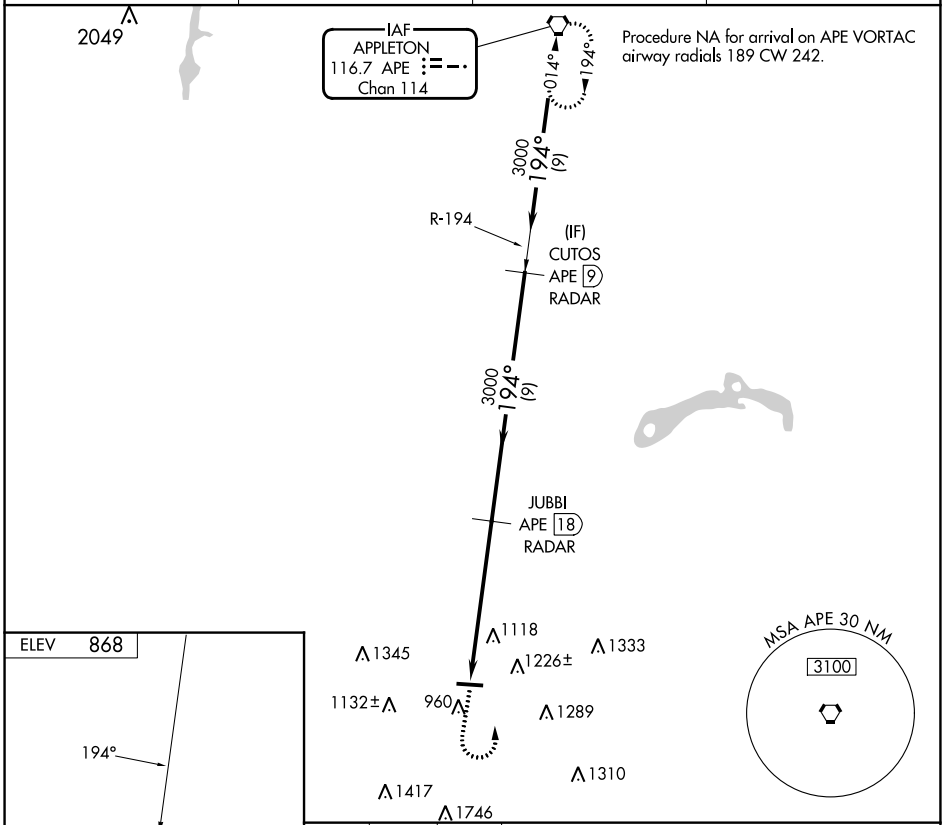 2049
IAF
APPLETON
116.7 APE
Chan 114
Procedure NA for arrival on APE VORTAC
airway radials 189 CW 242.
014°
194°
3000
194°
(9)
R-194
(IF)
CUTOS
APE 9
RADAR
3000
194°
(9)
JUBBI
APE 18
RADAR
ELEV 868
194°
1345
1118
1226±
1333
1132±
960
1289
1310
1417
1746
MSA APE 30 NM
3100